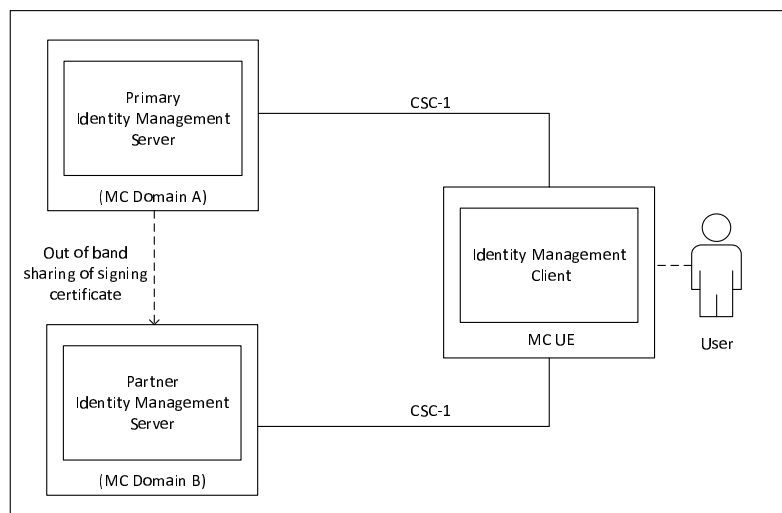 Primary
Identity Management
Server
(MC Domain A)
CSC-1
Out of band
sharing of signing
certificate
Identity Management
Client
MC UE
User
Partner
Identity Management
Server
(MC Domain B)
CSC-1